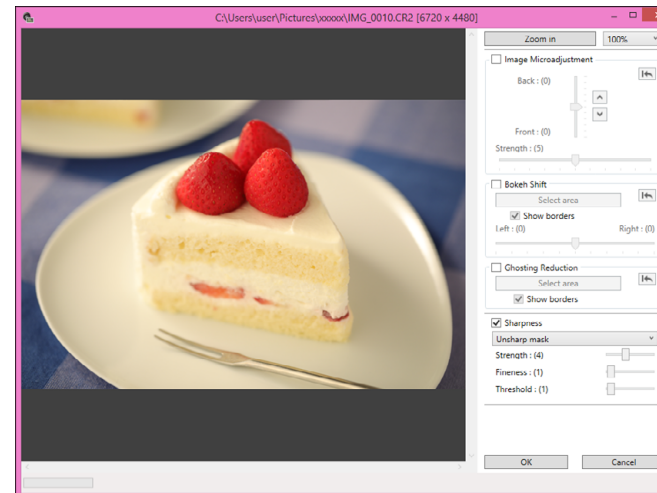 C:\Users\user\Pictures\xxxxx\IMG_0010.CR2 [6720 x 4480]
Zoom in
100%
Image Microadjustment
Back : (0)
Front : (0)
Strength : (5)
Bokeh Shift
Select area
Show borders
Left : (0) Right : (0)
Ghosting Reduction
Select area
Show borders
Sharpness
Unsharp mask
Strength : (4)
Fineness : (1)
Threshold : (1)
OK
Cancel